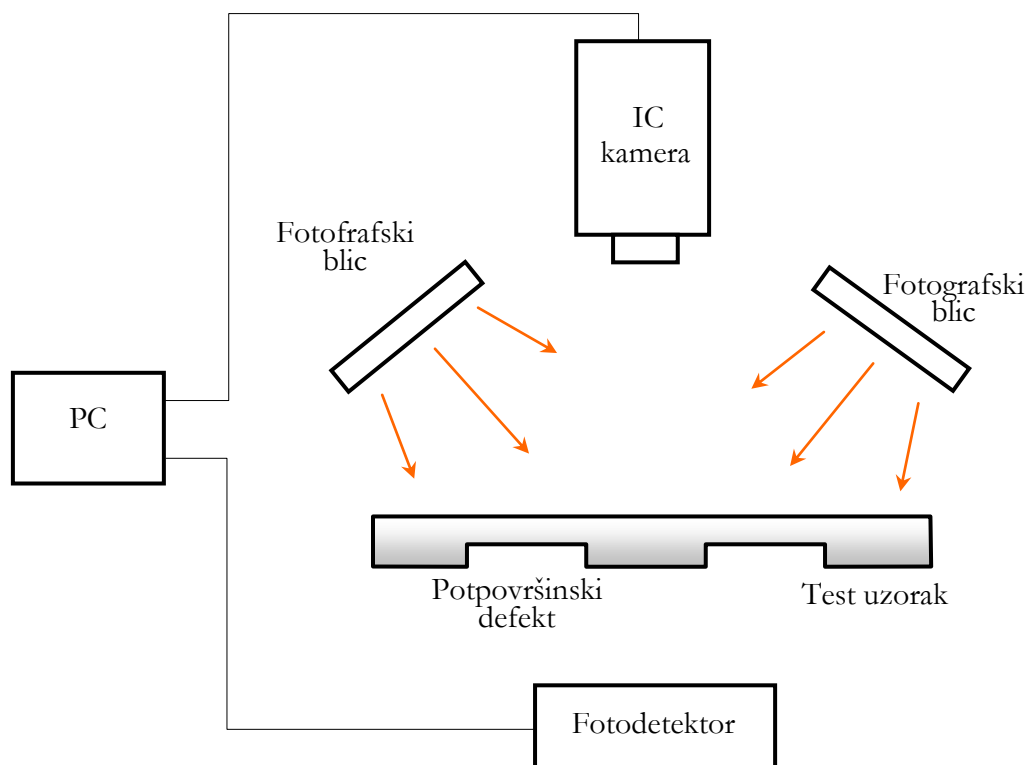 IC
kamera
Fotofrafski
blic
Fotografski
blic
PC
Potpovršinski
defekt
Test uzorak
Fotodetektor